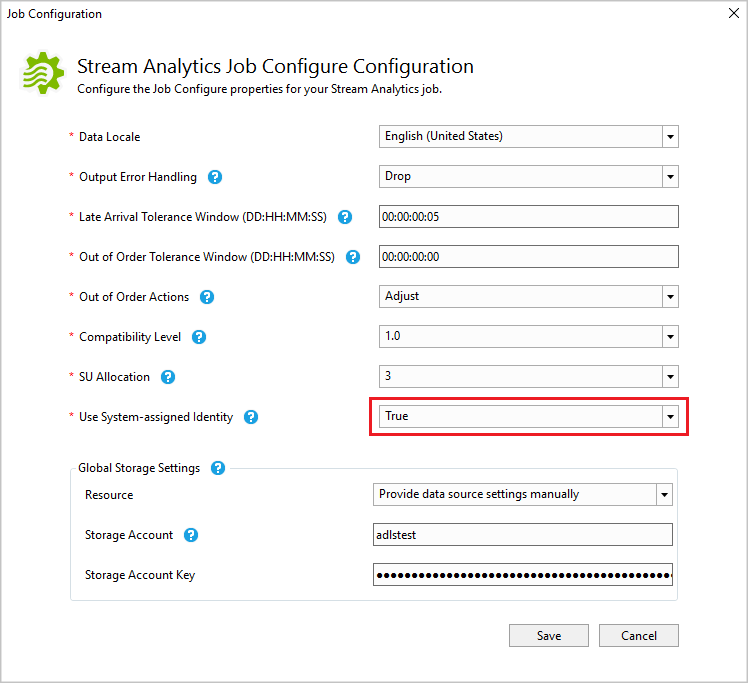 Job Configuration
Stream Analytics Job Configure Configuration
Configure the Job Configure properties for your Stream Analytics job.
* Data Locale English (United States)
* Output Error Handling ? Drop
* Late Arrival Tolerance Window (DD:HH:MM:SS) ? 00:00:00:05
* Out of Order Tolerance Window (DD:HH:MM:SS) ? 00:00:00:00
* Out of Order Actions ? Adjust
* Compatibility Level ? 1.0
* SU Allocation ? 3
* Use System-assigned Identity ? True
Global Storage Settings ?
Resource Provide data source settings manually
Storage Account ? adlstest
Storage Account Key
Save Cancel